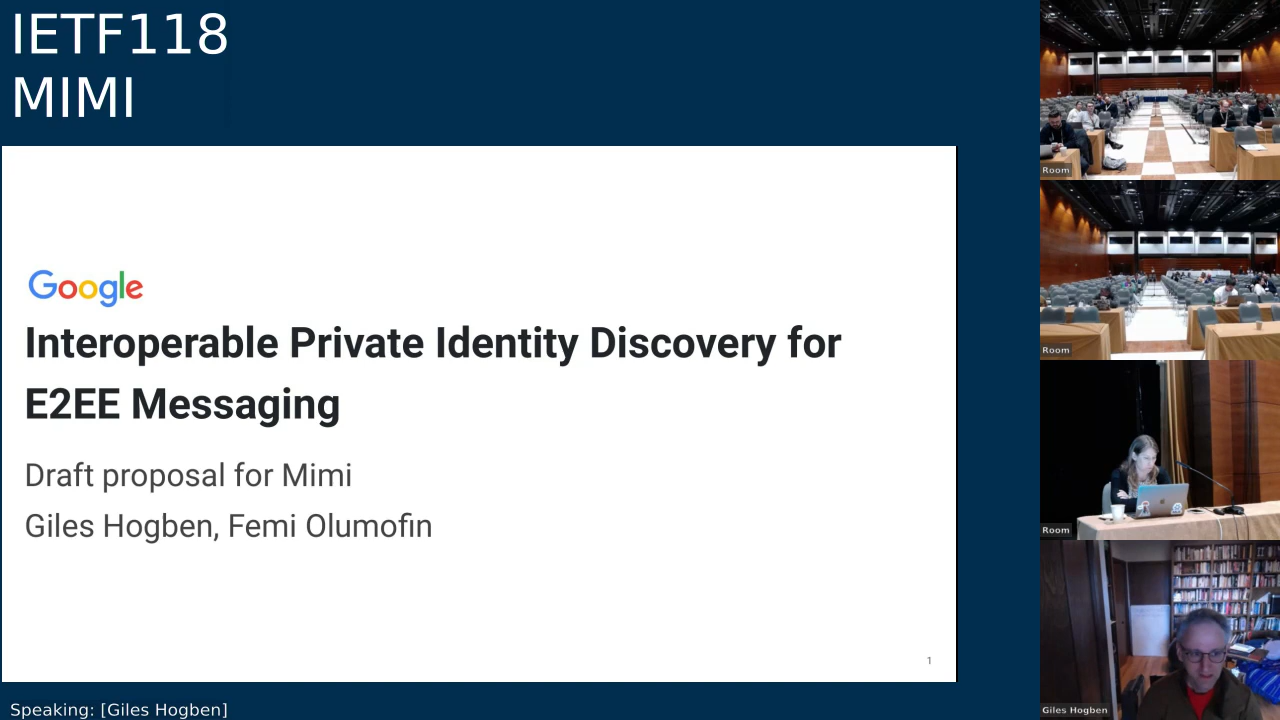 IETF118
MIMI
Google
Interoperable Private Identity Discovery for
E2EE Messaging
Draft proposal for Mimi
Giles Hogben, Femi Olumofin
1
Speaking: [Giles Hogben]
Room
Room
Room
Giles Hogben